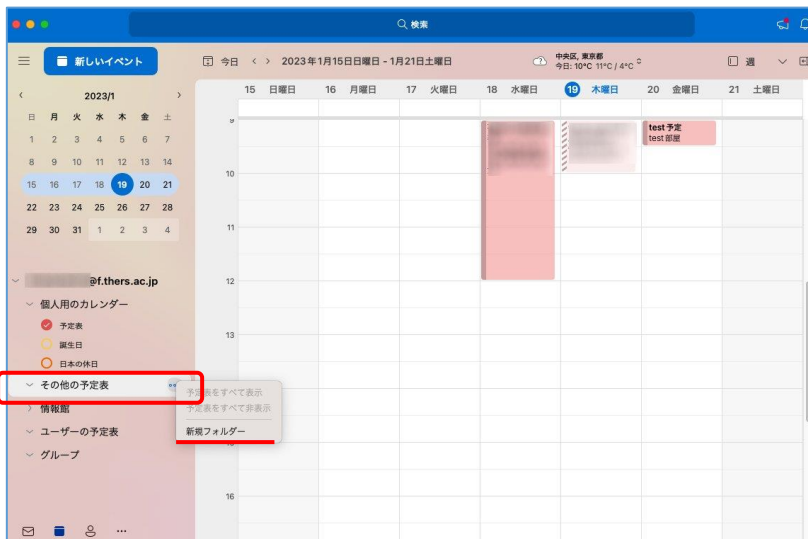 検索
新しいイベント
今日 < > 2023年1月15日日曜日 - 1月21日土曜日
中央区, 東京都
今日: 10°C 11°C / 4°C
週
2023/1
日 月 火 水 木 金 土
1 2 3 4 5 6 7
8 9 10 11 12 13 14
15 16 17 18 19 20 21
22 23 24 25 26 27 28
29 30 31 1 2 3 4
15 日曜日 16 月曜日 17 火曜日 18 水曜日 19 木曜日 20 金曜日 21 土曜日
9
test 予定
test 部屋
10
11
12
13
16
@f.thers.ac.jp
個人用のカレンダー
予定表
誕生日
日本の休日
その他の予定表
情報館
ユーザーの予定表
グループ
予定表をすべて表示
予定表をすべて非表示
新規フォルダー